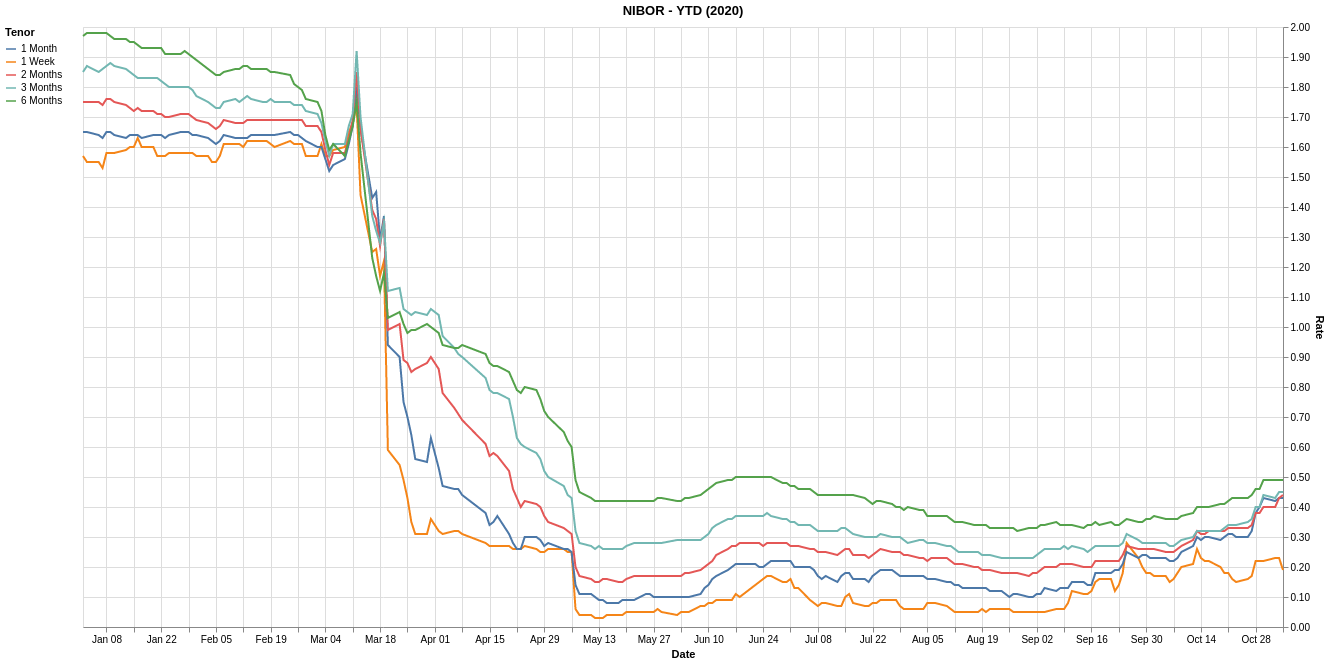 NIBOR - YTD (2020)
Tenor
1 Month
1 Week
2 Months
3 Months
6 Months
2.00
1.90
1.80
1.70
1.60
1.50
1.40
1.30
1.20
1.10
1.00
0.90
0.80
0.70
0.60
0.50
0.40
0.30
0.20
0.10
0.00
Rate
Jan 08 Jan 22 Feb 05 Feb 19 Mar 04 Mar 18 Apr 01 Apr 15 Apr 29 May 13 May 27 Jun 10 Jun 24 Jul 08 Jul 22 Aug 05 Aug 19 Sep 02 Sep 16 Sep 30 Oct 14 Oct 28
Date